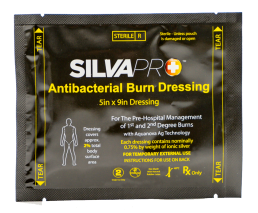 STERILE R
Sterile - Unless pouch
is damaged or open
TEAR
TEAR
SILVAPRO
Antibacterial Burn Dressing
5in x 9in Dressing
For The Pre-Hospital Management
of 1st and 2nd Degree Burns
with Aquanova Ag Technology
Dressing
covers
approx
2% total
body
surface
area
Each dressing contains nominally
0.75% by weight of ionic silver
FOR TEMPORARY EXTERNAL USE
INSTRUCTIONS FOR USE ON BACK
TEAR
TEAR
2
Rx Only